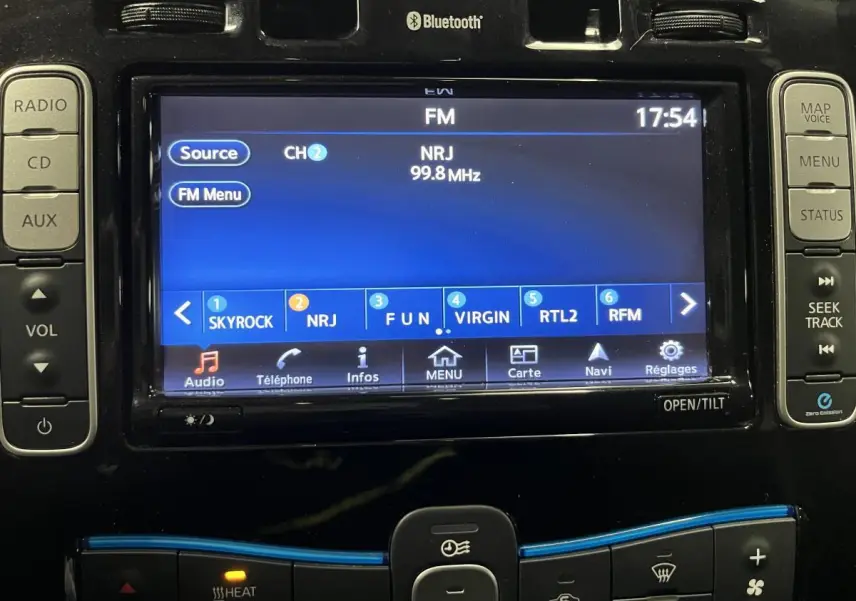 Bluetooth
RADIO
CD
AUX
VOL
FM
17:54
Source
CH2
NRJ
99.8 MHz
FM Menu
1 SKYROCK
2 NRJ
3 FUN
4 VIRGIN
5 RTL2
6 RFM
Audio
Téléphone
Infos
MENU
Carte
Navi
Réglages
MAP
VOICE
MENU
STATUS
SEEK
TRACK
Zero Emission
OPEN/TILT
HEAT